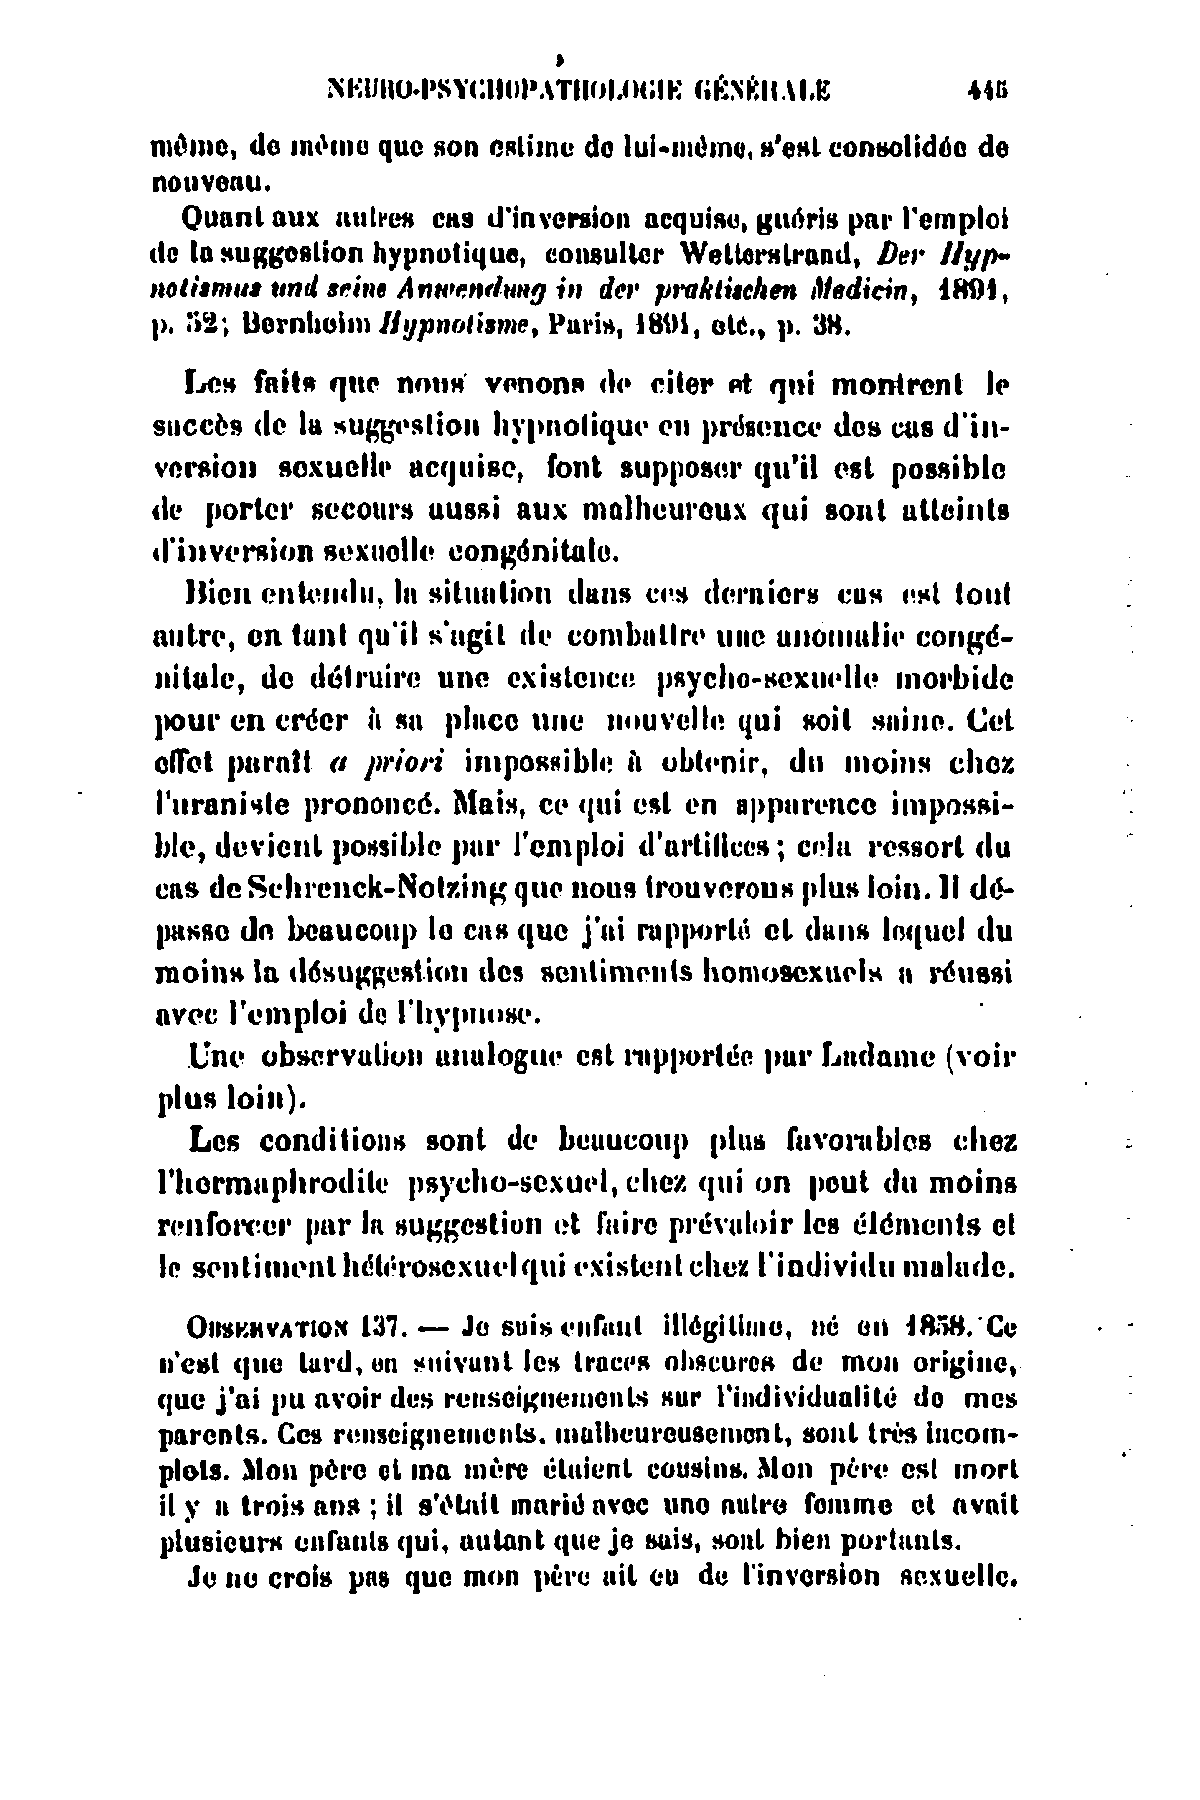 NEURO-PSYCHOPATHOLOGIE GÉNÉRALE 445
même, de même que son estime de lui-même, s'est consolidée de
nouveau.
Quant aux autres cas d'inversion acquise, guéris par l'emploi
de la suggestion hypnotique, consulter Wetterstrand, Der Hyp-
notismus und seine Anwendung in der praktischen Medicin, 1891,
p. 52; Bernheim Hypnotisme, Paris, 1891, etc., p. 38.
Les faits que nous venons de citer et qui montrent le
succès de la suggestion hypnotique en présence des cas d'in-
version sexuelle acquise, font supposer qu'il est possible
de porter secours aussi aux malheureux qui sont atteints
d'inversion sexuelle congénitale.
Bien entendu, la situation dans ces derniers cas est tout
autre, en tant qu'il s'agit de combattre une anomalie congé-
nitale, de détruire une existence psycho-sexuelle morbide
pour en créer à sa place une nouvelle qui soit saine. Cet
effet paraît a priori impossible à obtenir, du moins chez
l'uraniste prononcé. Mais, ce qui est en apparence impossi-
ble, devient possible par l'emploi d'artifices; cela ressort du
cas de Schrenck-Notzing que nous trouverons plus loin. Il dé-
passe de beaucoup le cas que j'ai rapporté et dans lequel du
moins la désuggestion des sentiments homosexuels a réussi
avec l'emploi de l'hypnose.
Une observation analogue est rapportée par Ladame (voir
plus loin).
Les conditions sont de beaucoup plus favorables chez
l'hermaphrodite psycho-sexuel, chez qui on peut du moins
renforcer par la suggestion et faire prévaloir les éléments et
le sentiment hétérosexuel qui existent chez l'individu malade.
OBSERVATION 137. — Je suis enfant illégitime, né en 1858. Ce
n'est que tard, en suivant les traces obscures de mon origine,
que j'ai pu avoir des renseignements sur l'individualité de mes
parents. Ces renseignements, malheureusement, sont très incom-
plets. Mon père et ma mère étaient cousins. Mon père est mort
il y a trois ans; il s'était marié avec une autre femme et avait
plusieurs enfants qui, autant que je sais, sont bien portants.
Je ne crois pas que mon père ait eu de l'inversion sexuelle.